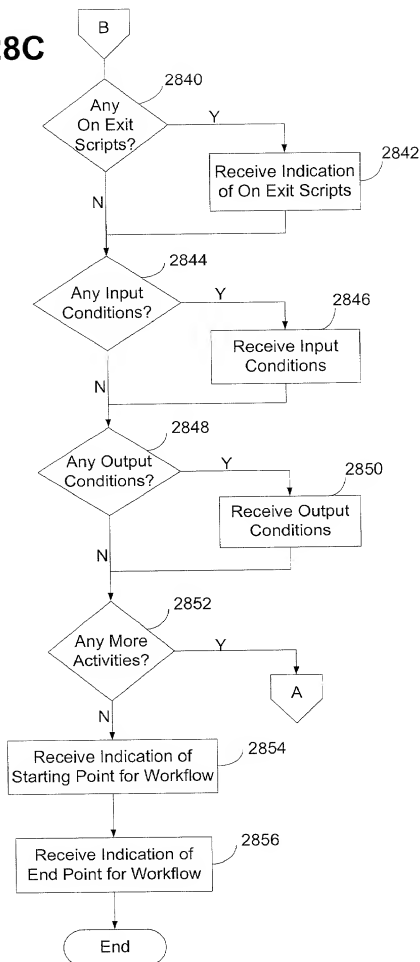 8C
B
2840
Any
On Exit
Scripts?
Y
2842
Receive Indication
of On Exit Scripts
N
2844
Any Input
Conditions?
Y
2846
Receive Input
Conditions
N
2848
Any Output
Conditions?
Y
2850
Receive Output
Conditions
N
2852
Any More
Activities?
Y
A
N
2854
Receive Indication of
Starting Point for Workflow
2856
Receive Indication of
End Point for Workflow
End